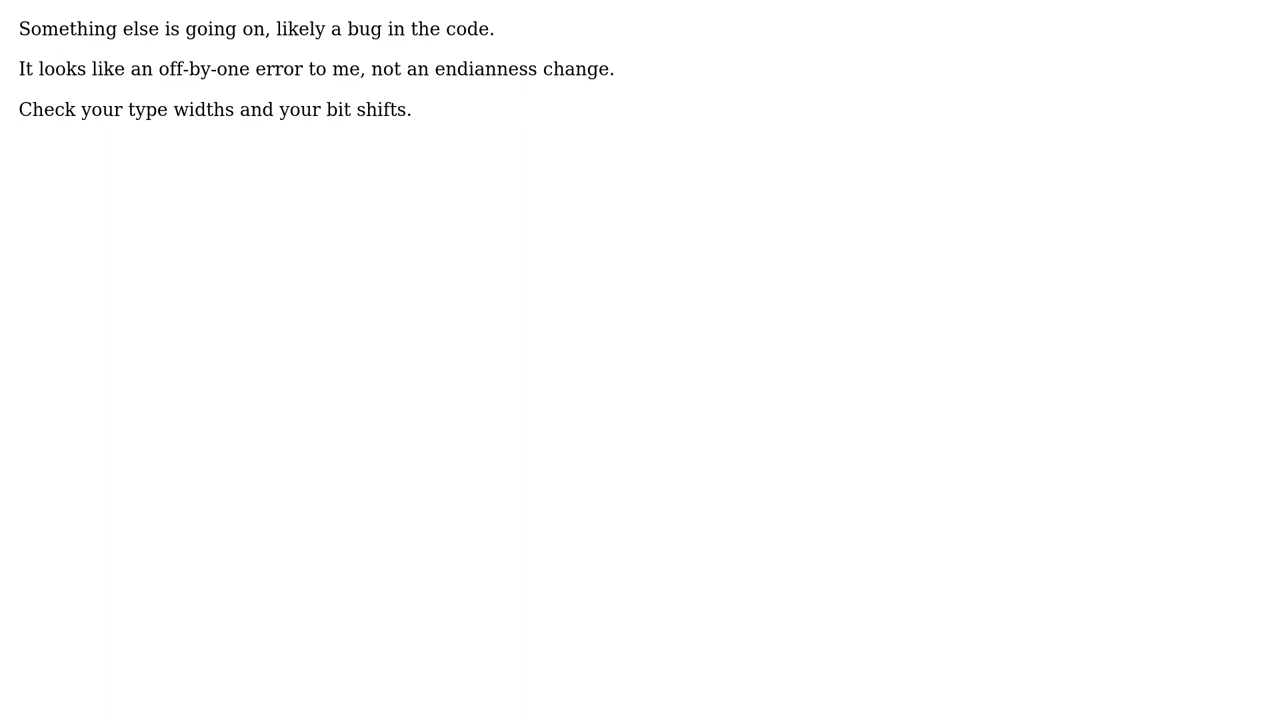 Something else is going on, likely a bug in the code.
It looks like an off-by-one error to me, not an endianness change.
Check your type widths and your bit shifts.